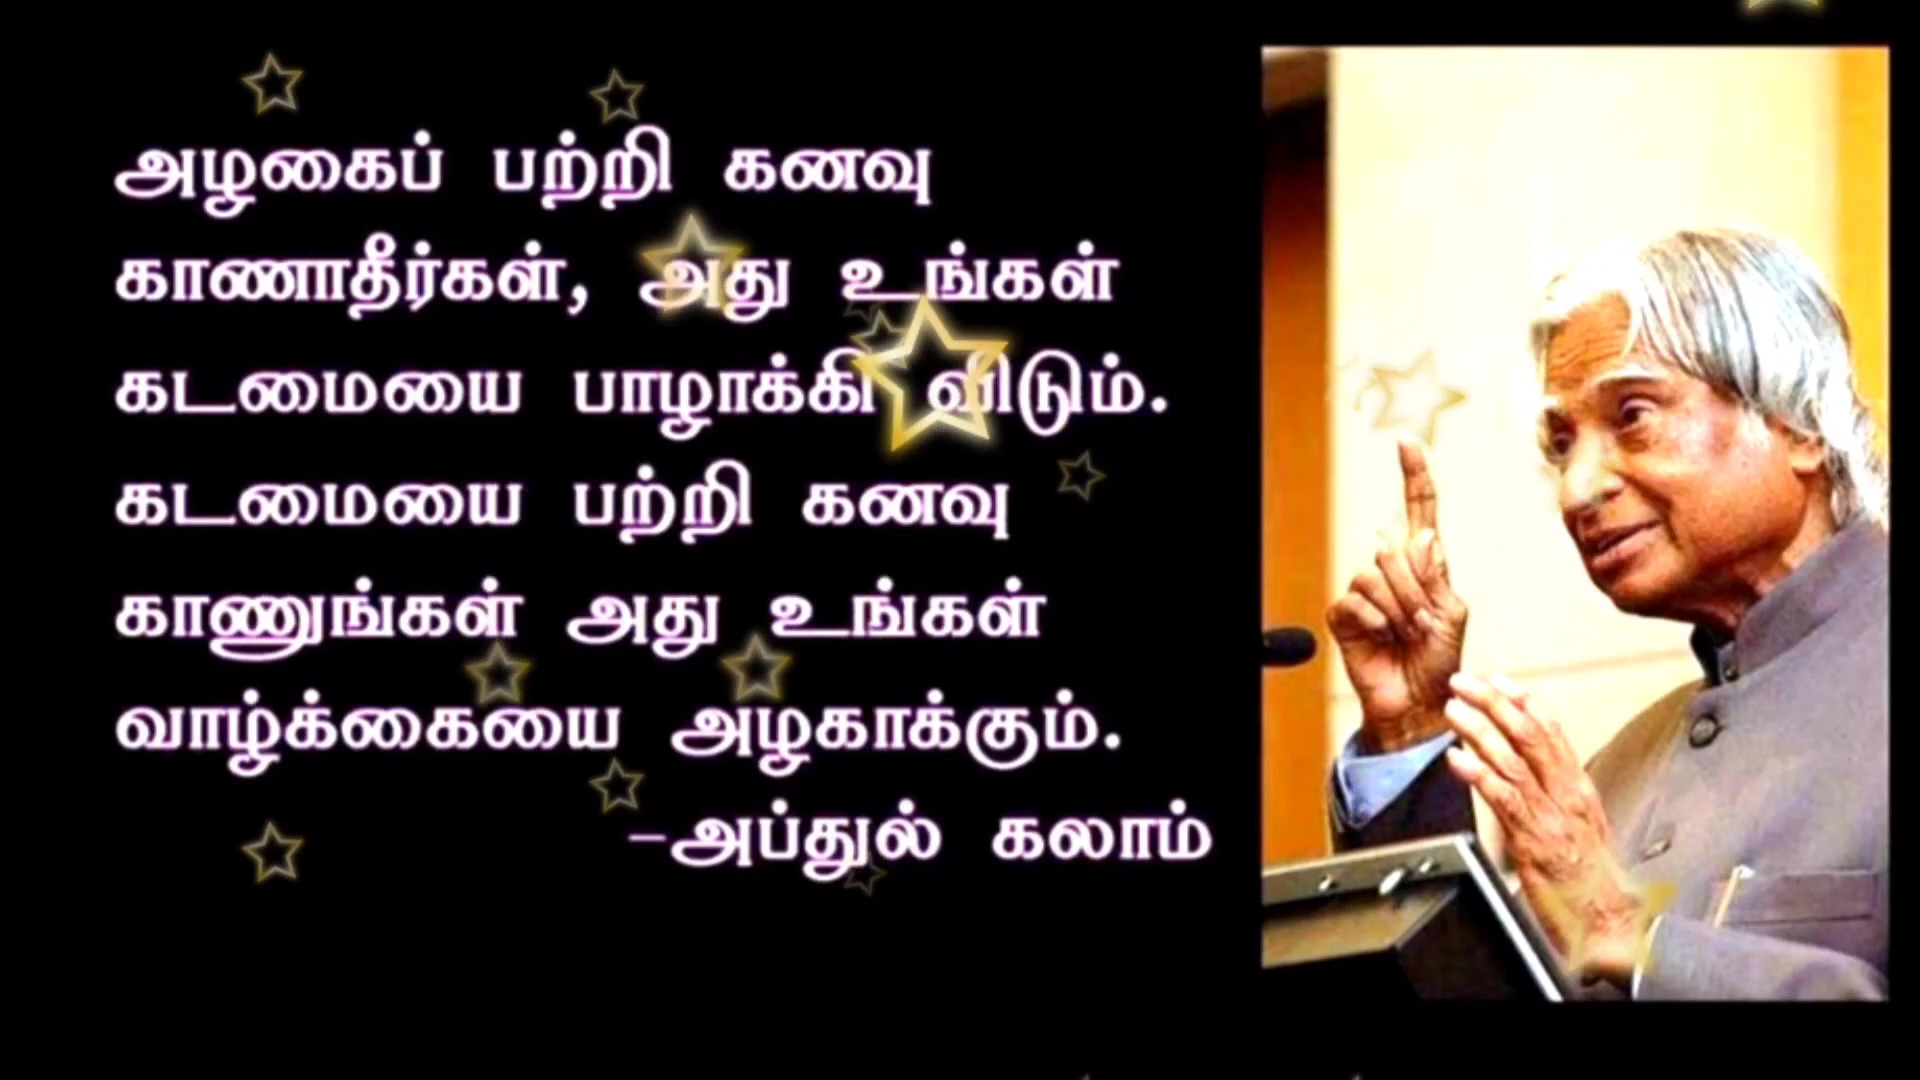 அழகைப் பற்றி கனவு
காணாதீர்கள், அது உங்கள்
கடமையை பாழாக்கி விடும்.
கடமையை பற்றி கனவு
காணுங்கள் அது உங்கள்
வாழ்க்கையை அழகாக்கும்.
-அப்துல் கலாம்